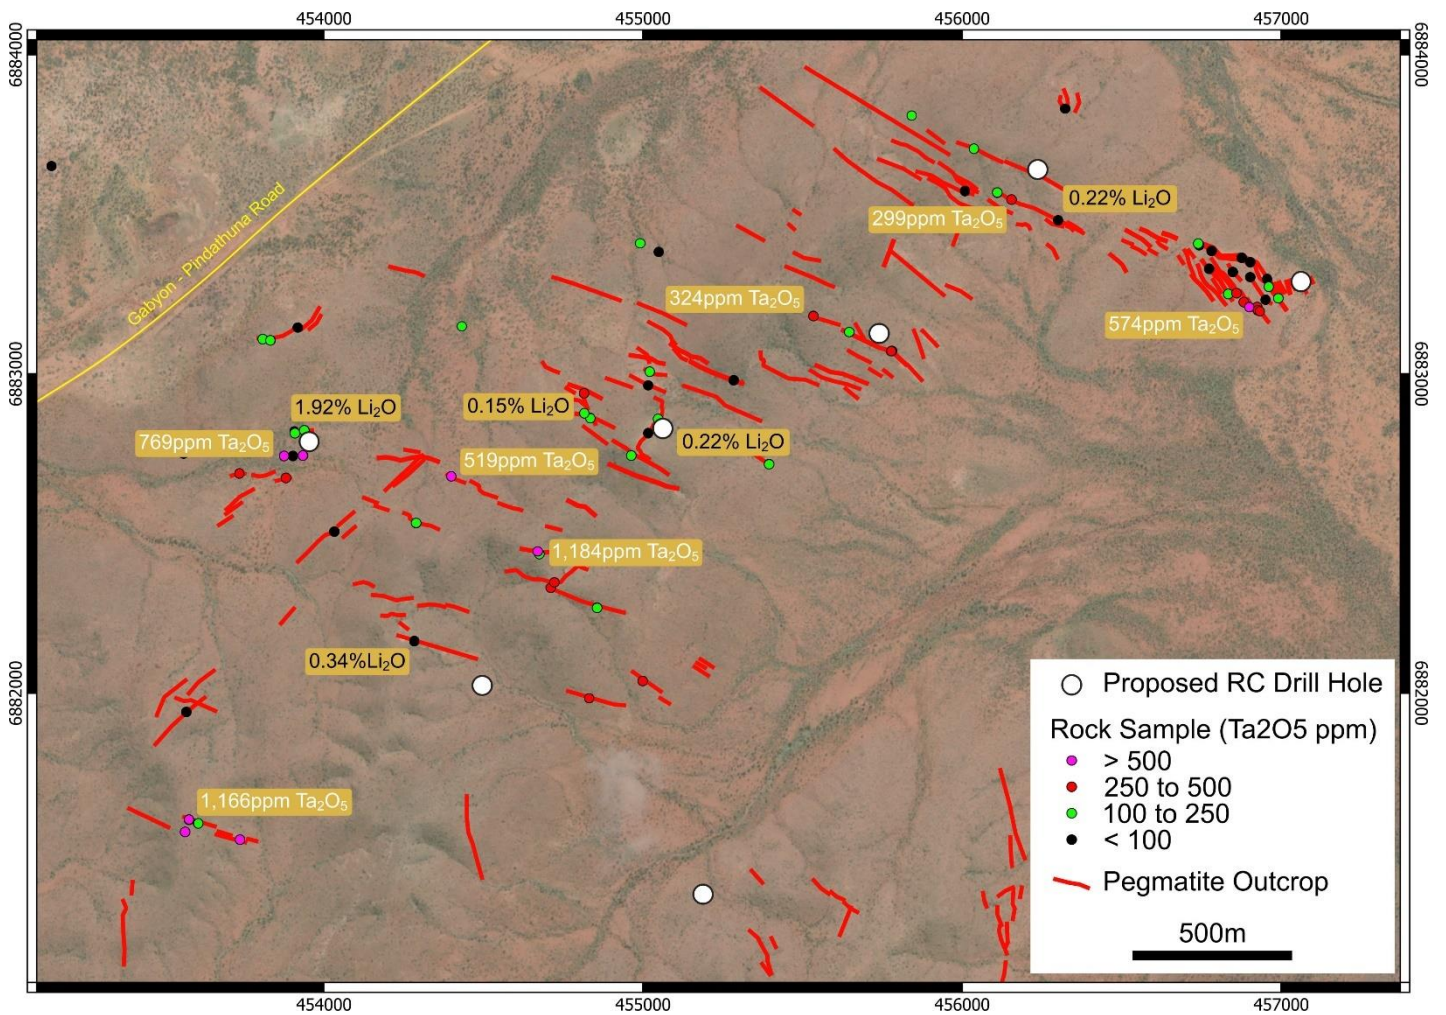 454000
455000
456000
457000
6884000
6884000
Gabyon - Pindathuna Road
0.22% Li₂O
299ppm Ta₂O₅
324ppm Ta₂O₅
574ppm Ta₂O₅
6883000
6883000
1.92% Li₂O
0.15% Li₂O
769ppm Ta₂O₅
0.22% Li₂O
519ppm Ta₂O₅
1,184ppm Ta₂O₅
0.34%Li₂O
6882000
6882000
1,166ppm Ta₂O₅
Proposed RC Drill Hole
Rock Sample (Ta2O5 ppm)
> 500
250 to 500
100 to 250
< 100
Pegmatite Outcrop
500m
454000
455000
456000
457000